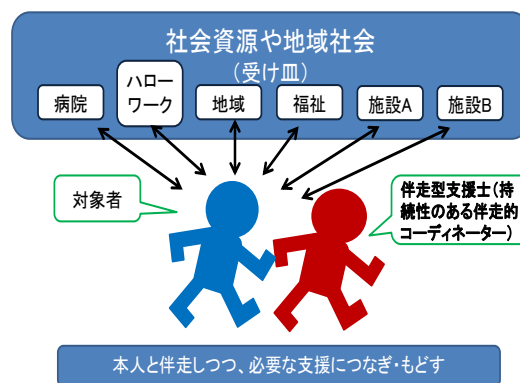 社会資源や地域社会
(受け皿)
病院
ハロー
ワーク
地域
福祉
施設A
施設B
対象者
伴走型支援士(持
続性のある伴走的
コーディネーター)
本人と伴走しつつ、必要な支援につなぎ・もどす